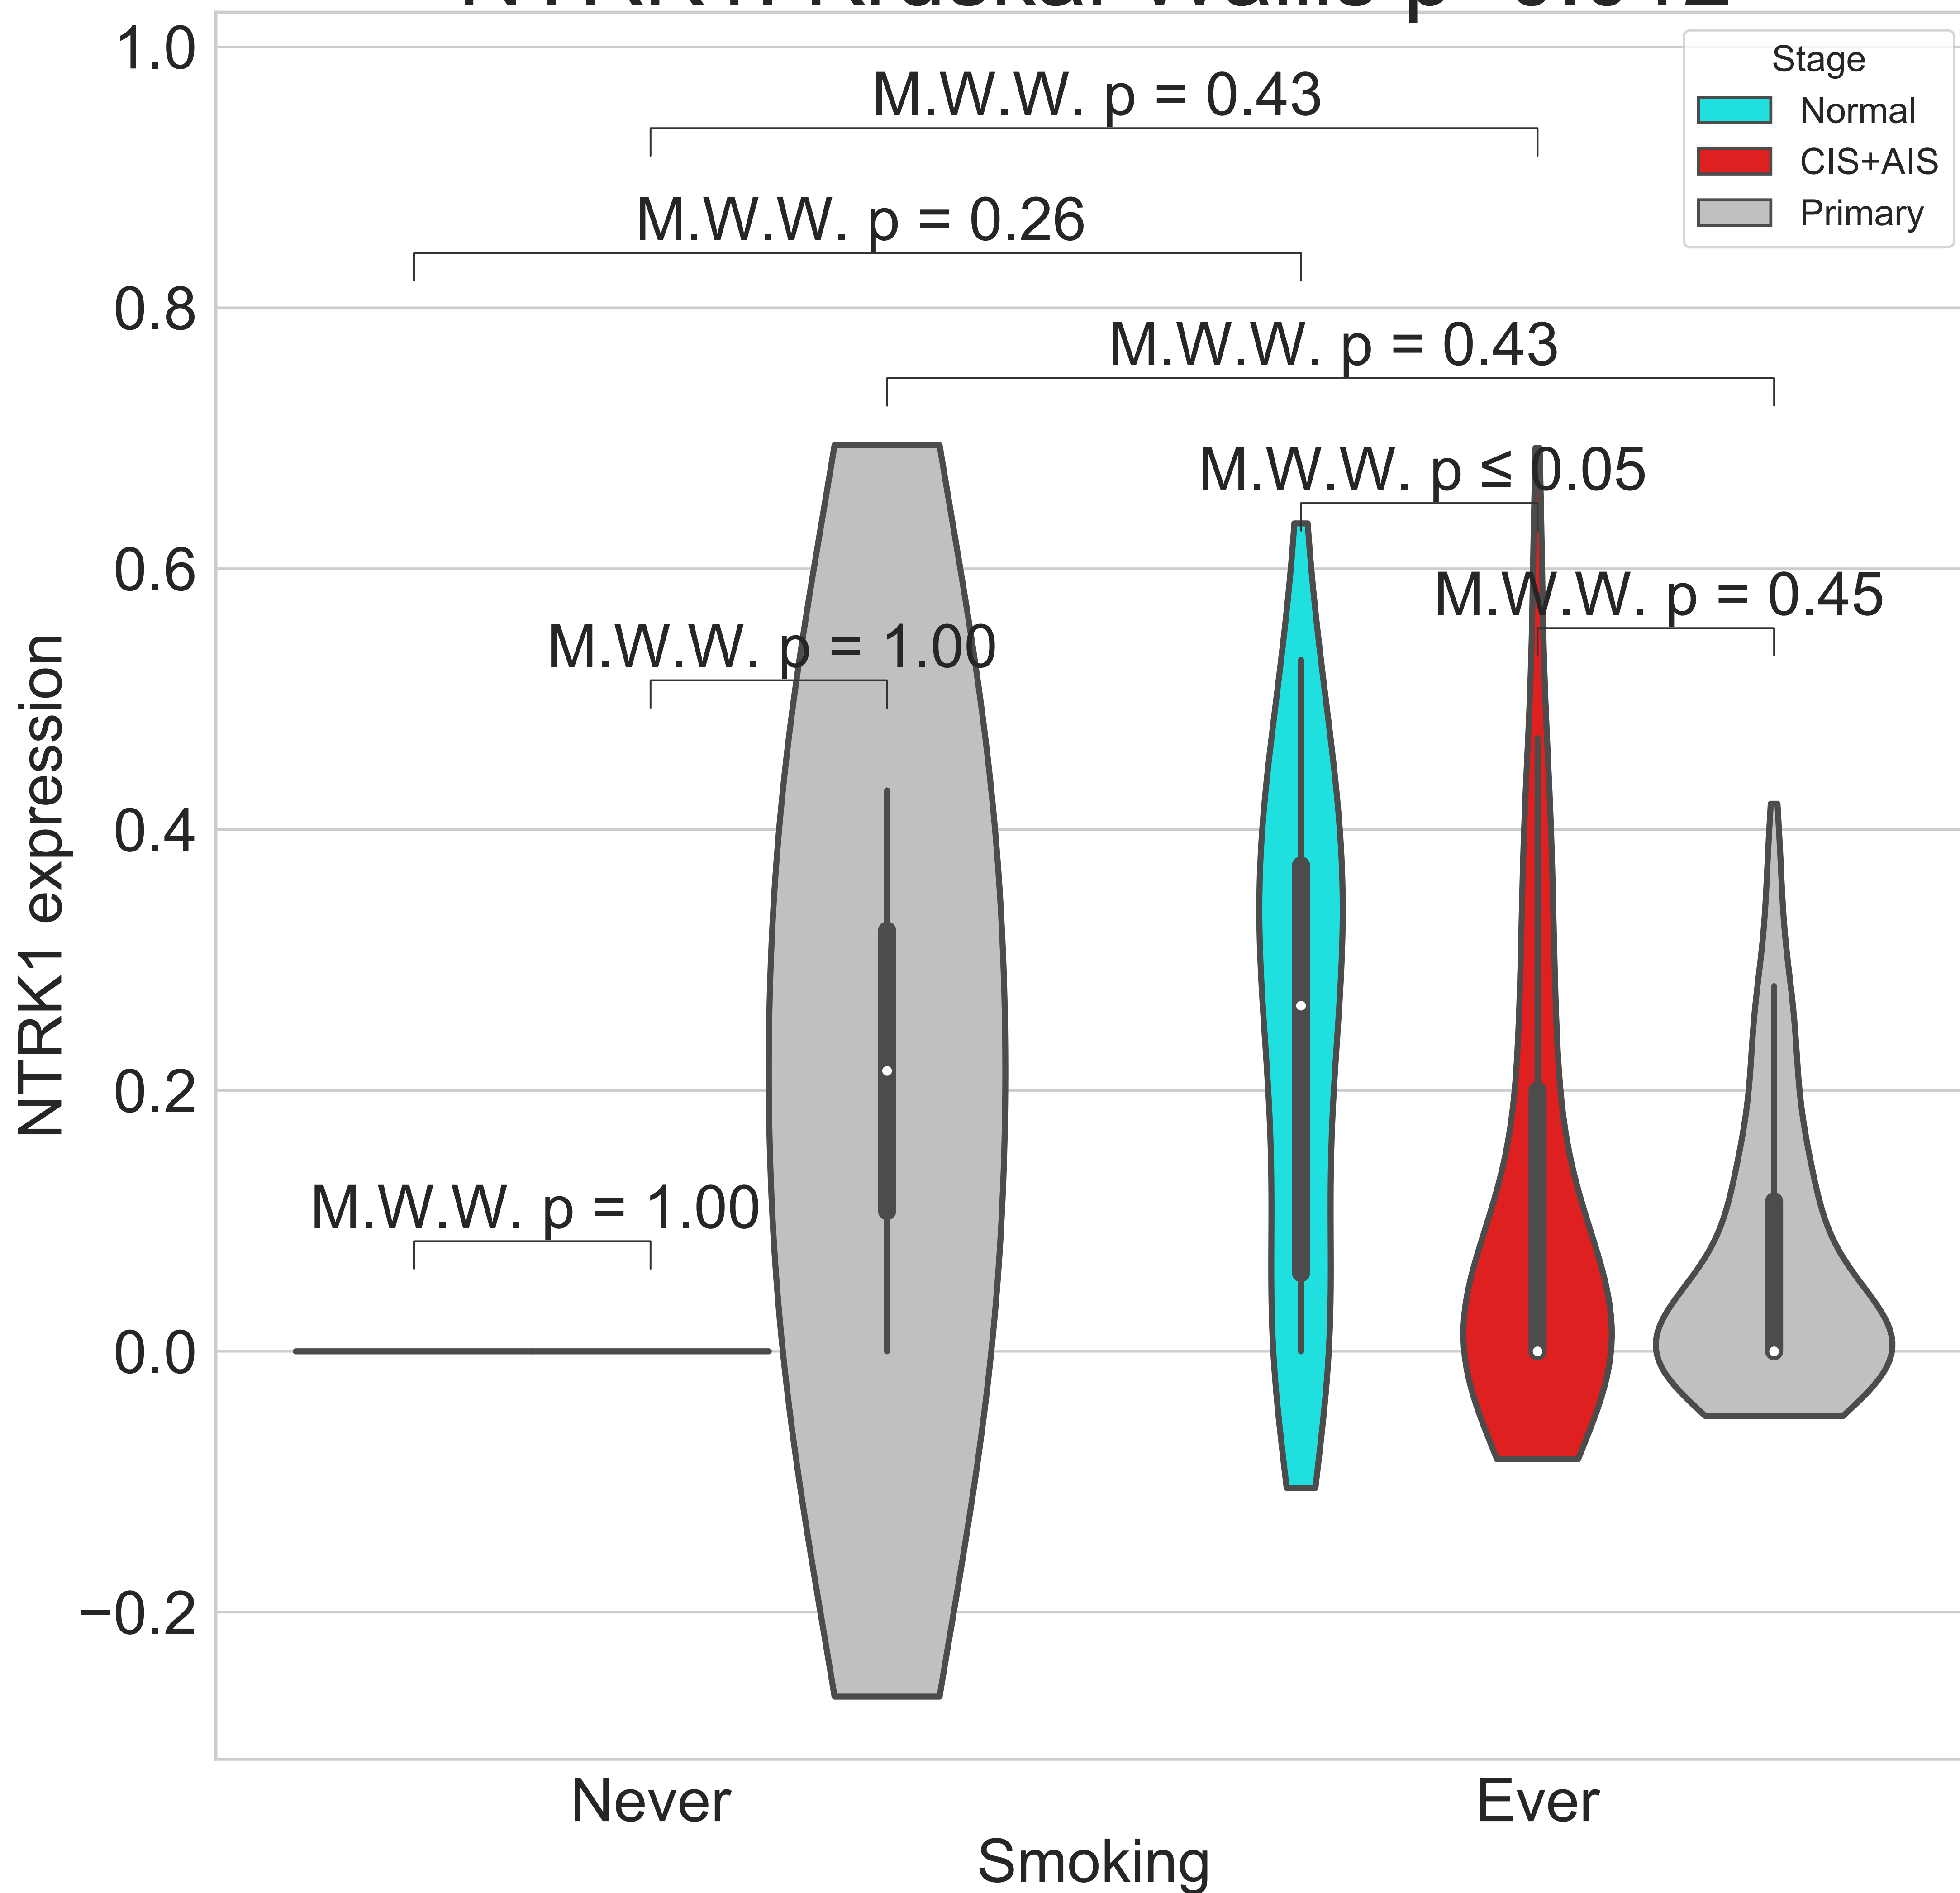 1.0
0.8
0.6
0.4
0.2
0.0
−0.2
NTRK1 expression
M.W.W. p = 0.43
M.W.W. p = 0.26
M.W.W. p = 0.43
M.W.W. p ≤ 0.05
M.W.W. p = 0.45
M.W.W. p = 1.00
M.W.W. p = 1.00
Stage
Normal
CIS+AIS
Primary
Never
Ever
Smoking